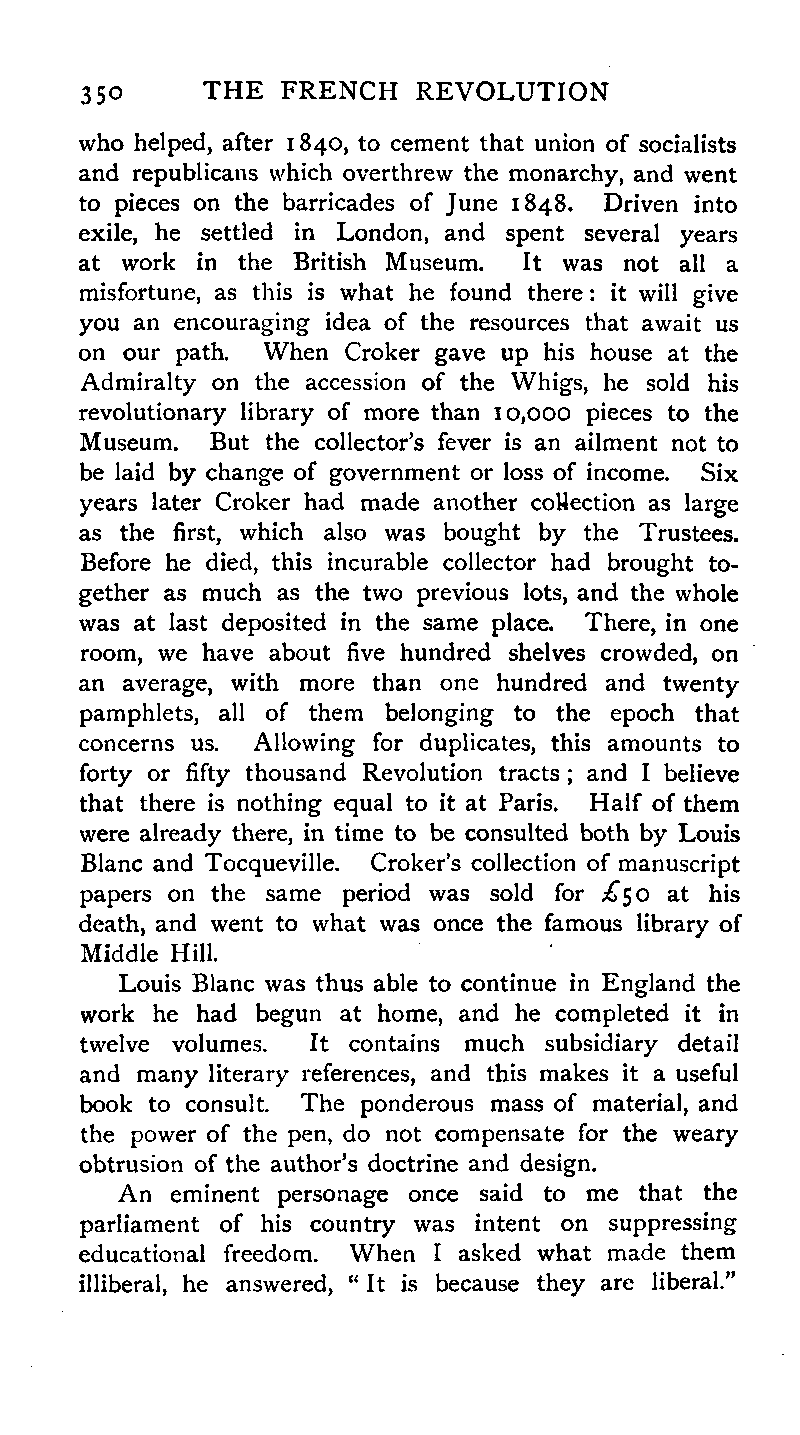 350 THE FRENCH REVOLUTION
who helped, after 1840, to cement that union of socialists
and republicans which overthrew the monarchy, and went
to pieces on the barricades of June 1848. Driven into
exile, he settled in London, and spent several years
at work in the British Museum. It was not all a
misfortune, as this is what he found there: it will give
you an encouraging idea of the resources that await us
on our path. When Croker gave up his house at the
Admiralty on the accession of the Whigs, he sold his
revolutionary library of more than 10,000 pieces to the
Museum. But the collector's fever is an ailment not to
be laid by change of government or loss of income. Six
years later Croker had made another collection as large
as the first, which also was bought by the Trustees.
Before he died, this incurable collector had brought to-
gether as much as the two previous lots, and the whole
was at last deposited in the same place. There, in one
room, we have about five hundred shelves crowded, on
an average, with more than one hundred and twenty
pamphlets, all of them belonging to the epoch that
concerns us. Allowing for duplicates, this amounts to
forty or fifty thousand Revolution tracts; and I believe
that there is nothing equal to it at Paris. Half of them
were already there, in time to be consulted both by Louis
Blanc and Tocqueville. Croker's collection of manuscript
papers on the same period was sold for £50 at his
death, and went to what was once the famous library of
Middle Hill.
Louis Blanc was thus able to continue in England the
work he had begun at home, and he completed it in
twelve volumes. It contains much subsidiary detail
and many literary references, and this makes it a useful
book to consult. The ponderous mass of material, and
the power of the pen, do not compensate for the weary
obtrusion of the author's doctrine and design.
An eminent personage once said to me that the
parliament of his country was intent on suppressing
educational freedom. When I asked what made them
illiberal, he answered, "It is because they are liberal."